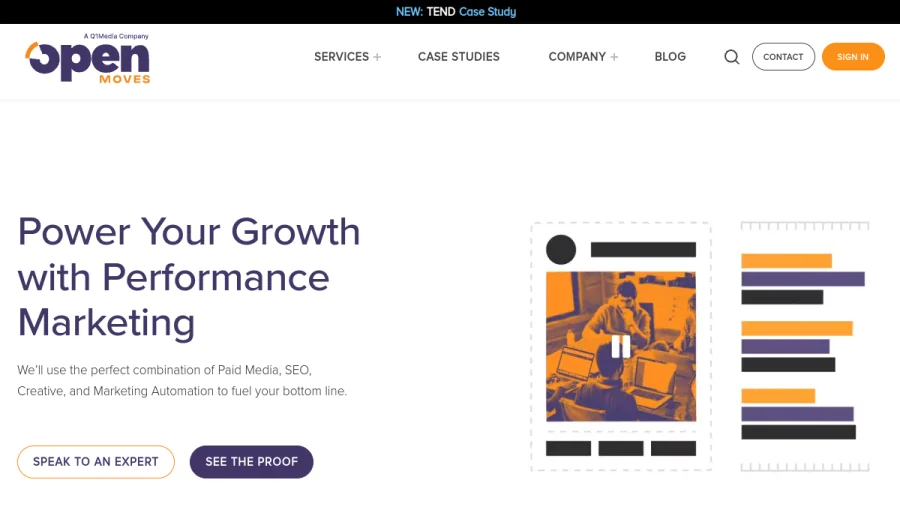 NEW: TEND Case Study
A Q1Media Company
open
MOVES
SERVICES +
CASE STUDIES
COMPANY +
BLOG
CONTACT
SIGN IN
Power Your Growth
with Performance
Marketing
We'll use the perfect combination of Paid Media, SEO,
Creative, and Marketing Automation to fuel your bottom line.
SPEAK TO AN EXPERT
SEE THE PROOF